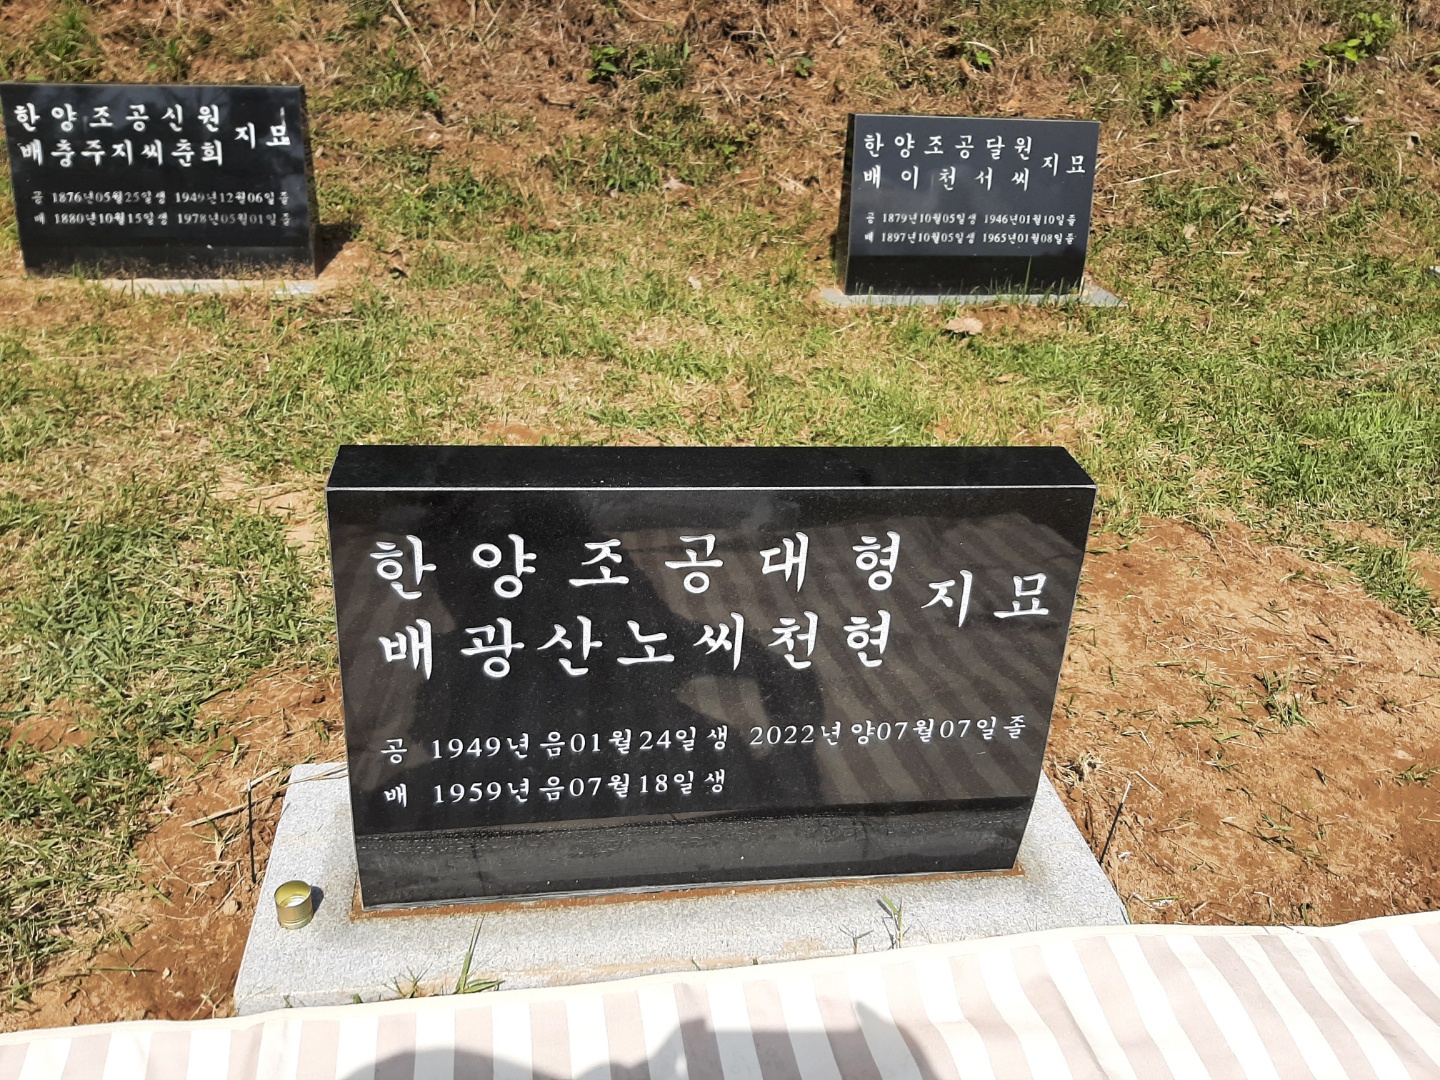 한양조공신원
배충주지씨춘희
지묘
공 1876년05월25일생 1949년12월06일졸
배 1880년10월15일생 1978년05월01일졸
한양조공달원
배이천서씨
지묘
공 1879년10월05일생 1946년01월10일졸
배 1897년10월05일생 1965년01월08일졸
한양조공대형
배광산노씨천현
지묘
공 1949년 음01월24일생 2022년 양07월07일졸
배 1959년 음07월18일생